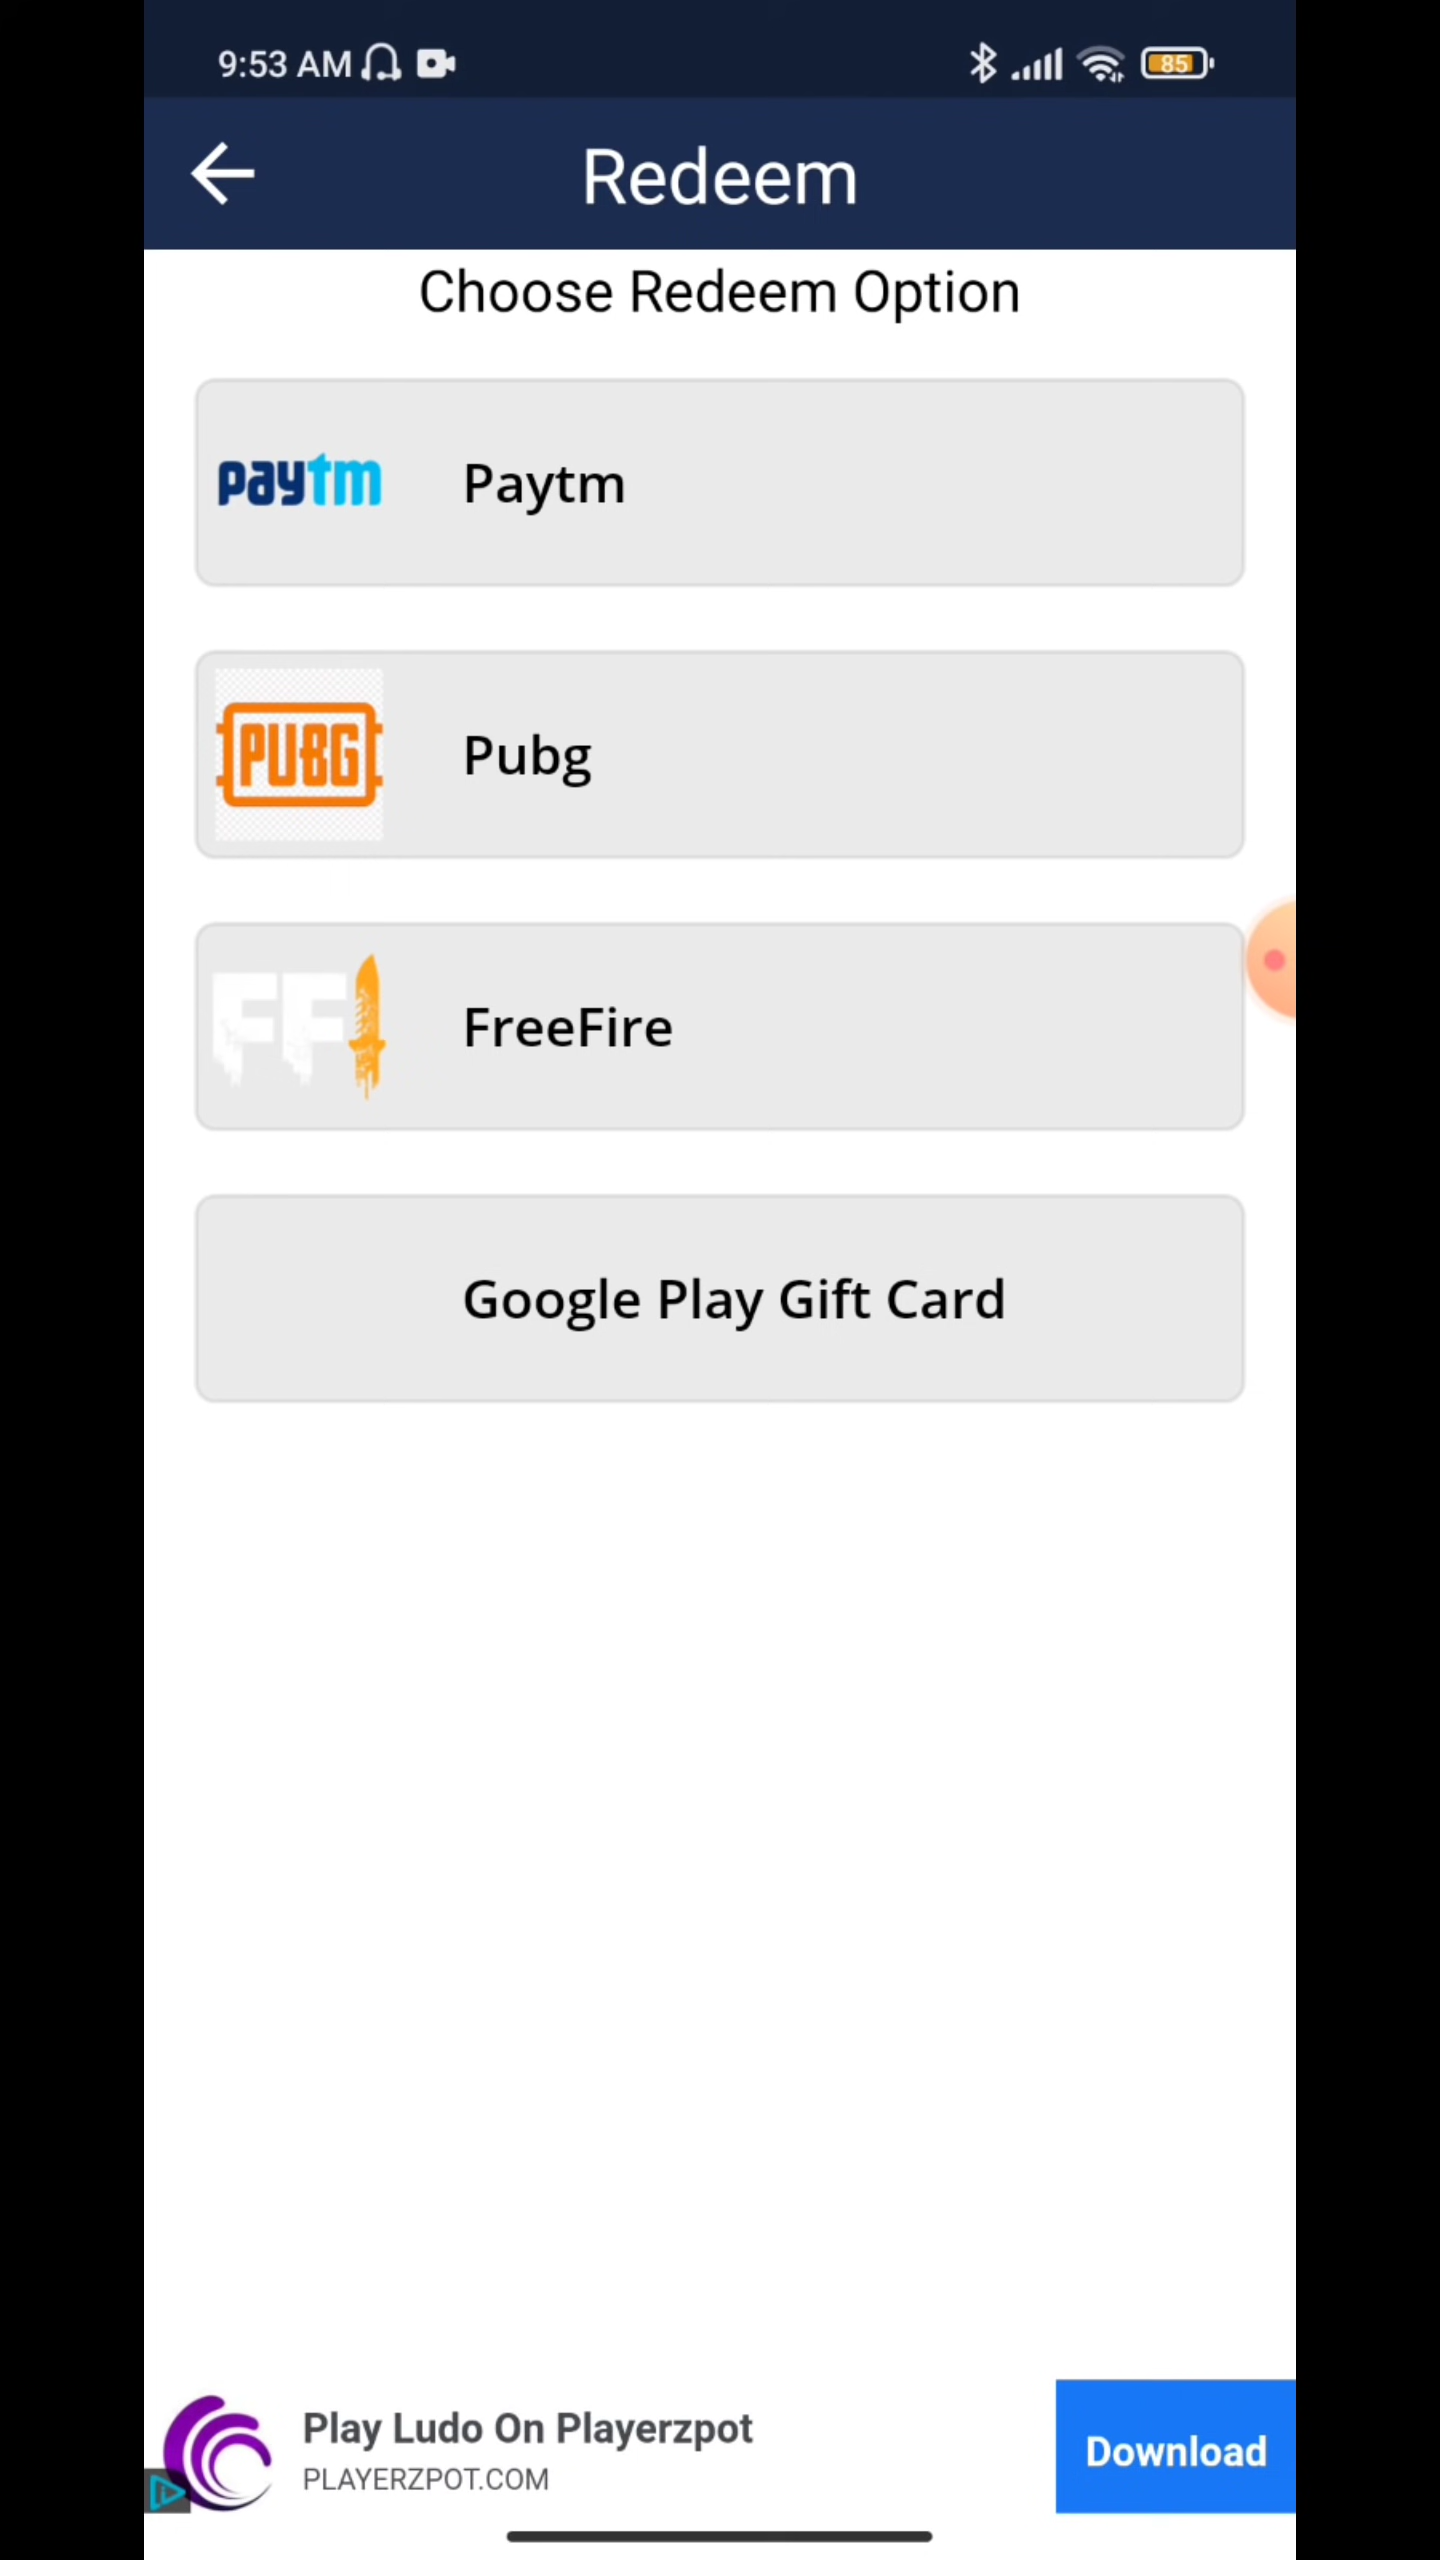 9:53 AM
85
Redeem
Choose Redeem Option
paytm
Paytm
PUBG
Pubg
FF
FreeFire
Google Play Gift Card
Play Ludo On Playerzpot
PLAYERZPOT.COM
Download